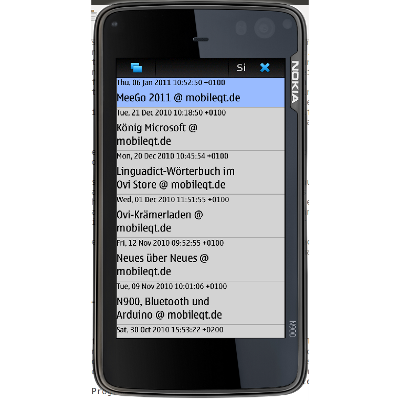 Si
Thu, 06 Jan 2011 10:52:50 +0100
MeeGo 2011 @ mobileqt.de
Tue, 21 Dec 2010 10:18:50 +0100
König Microsoft @
mobileqt.de
Mon, 20 Dec 2010 10:45:54 +0100
Linguadict-Wörterbuch im
Ovi Store @ mobileqt.de
Wed, 01 Dec 2010 11:51:55 +0100
Ovi-Krämerladen @
mobileqt.de
Fri, 12 Nov 2010 09:52:55 +0100
Neues über Neues @
mobileqt.de
Tue, 09 Nov 2010 10:01:06 +0100
N900, Bluetooth und
Arduino @ mobileqt.de
Sat, 30 Oct 2010 15:53:22 +0200
NOKIA
N900